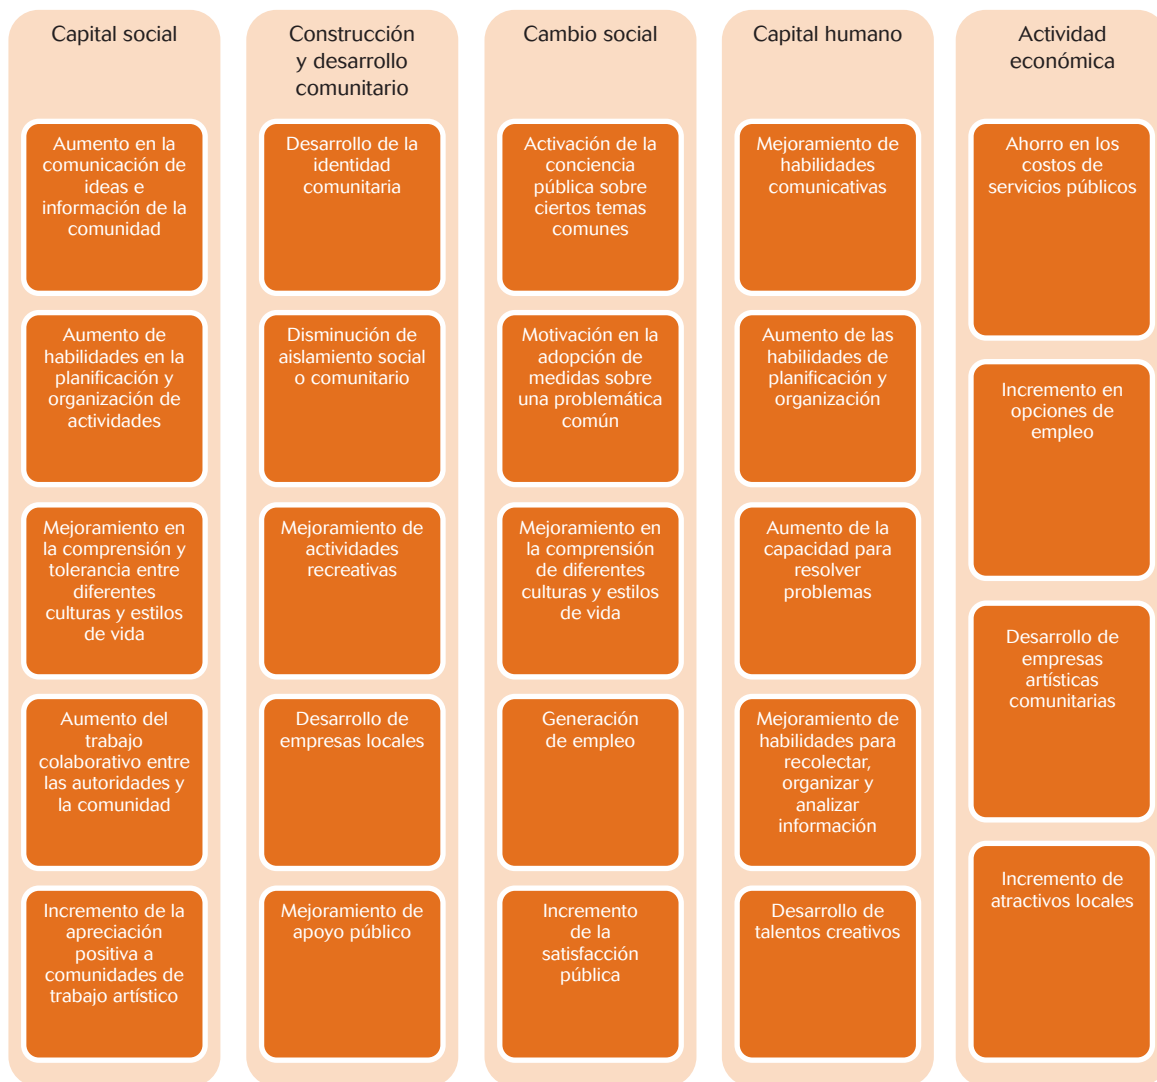 Capital social
Aumento en la
comunicación de
ideas e
información de la
comunidad
Aumento de
habilidades en la
planificación y
organización de
actividades
Mejoramiento en
la comprensión y
tolerancia entre
diferentes
culturas y estilos
de vida
Aumento del
trabajo
colaborativo entre
las autoridades y
la comunidad
Incremento de la
apreciación
positiva a
comunidades de
trabajo artístico
Construcción
y desarrollo
comunitario
Desarrollo de la
identidad
comunitaria
Disminución de
aislamiento social
o comunitario
Mejoramiento de
actividades
recreativas
Desarrollo de
empresas locales
Mejoramiento de
apoyo público
Cambio social
Activación de la
conciencia
pública sobre
ciertos temas
comunes
Motivación en la
adopción de
medidas sobre
una problemática
común
Mejoramiento en
la comprensión
de diferentes
culturas y estilos
de vida
Generación
de empleo
Incremento
de la
satisfacción
pública
Capital humano
Mejoramiento de
habilidades
comunicativas
Aumento de las
habilidades de
planificación y
organización
Aumento de la
capacidad para
resolver
problemas
Mejoramiento de
habilidades para
recolectar,
organizar y
analizar
información
Desarrollo de
talentos creativos
Actividad
económica
Ahorro en los
costos de
servicios públicos
Incremento en
opciones de
empleo
Desarrollo de
empresas
artísticas
comunitarias
Incremento de
atractivos locales